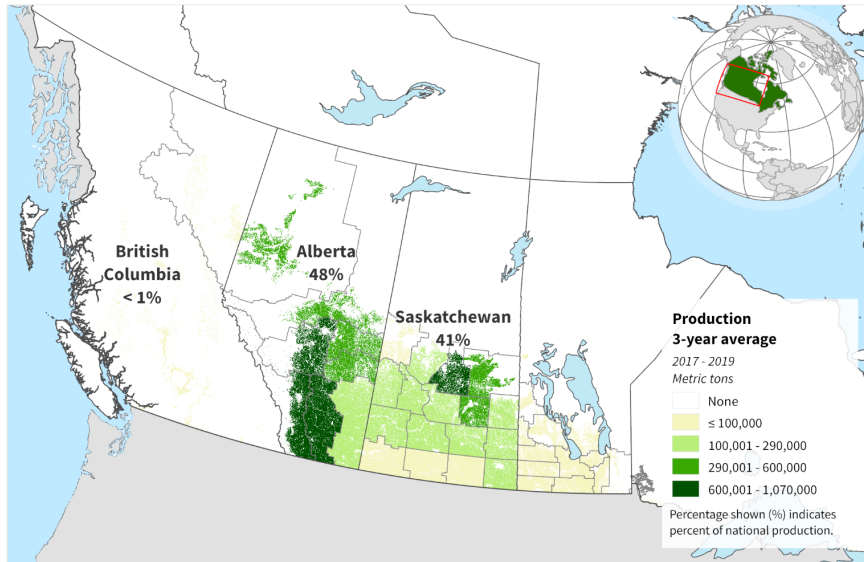 British
Columbia
< 1%
Alberta
48%
Saskatchewan
41%
Production
3-year average
2017 - 2019
Metric tons
None
≤ 100,000
100,001 - 290,000
290,001 - 600,000
600,001 - 1,070,000
Percentage shown (%) indicates
percent of national production.